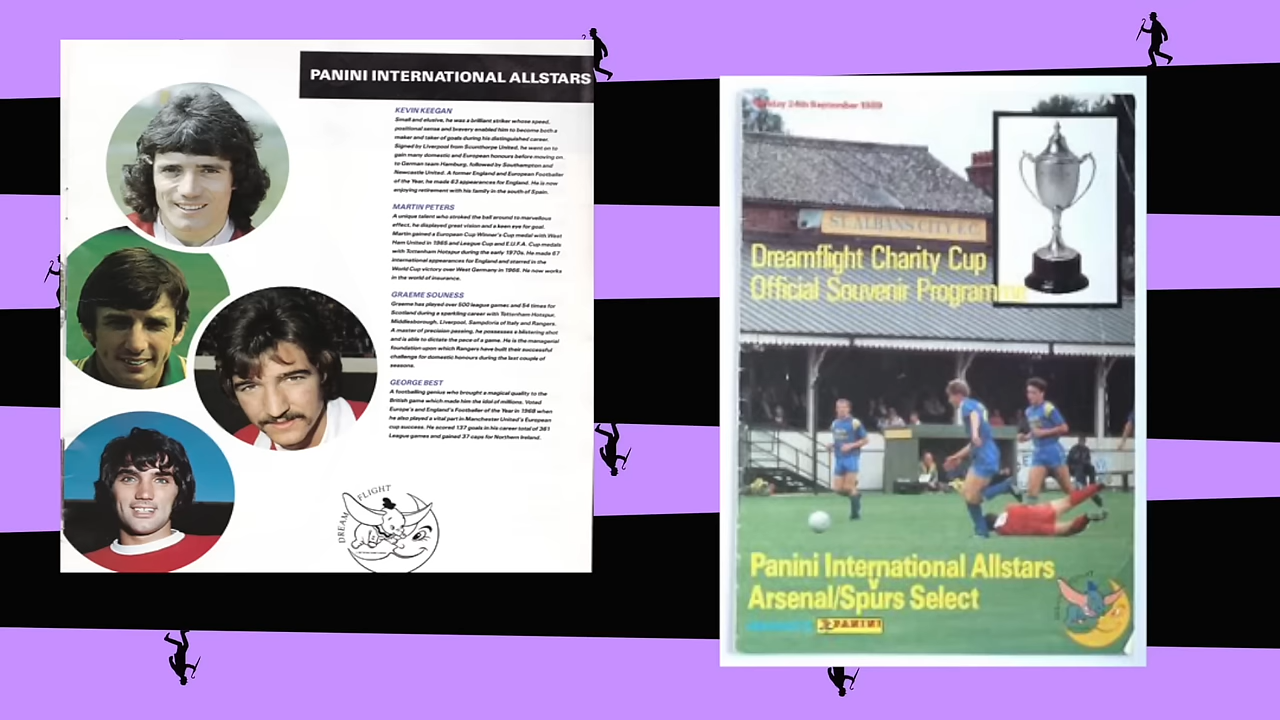 PANINI INTERNATIONAL ALLSTARS
KEVIN KEEGAN
Small and elusive, he was a brilliant striker whose speed,
positional sense and bravery enabled him to become both a
maker and taker of goals during his distinguished career.
Signed by Liverpool from Scunthorpe United, he went on to
gain many domestic and European honours before moving on
to German team Hamburg, followed by Southampton and
Newcastle United. A former England and European Footballer
of the Year, he made 63 appearances for England. He is now
enjoying retirement with his family in the south of Spain.
MARTIN PETERS
A unique talent who stroked the ball around to marvellous
effect, he displayed great vision and a keen eye for goal.
Martin gained a European Cup Winner's Cup medal with West
Ham United in 1965 and League Cup and E.U.F.A. Cup medals
with Tottenham Hotspur during the early 1970s. He made 67
international appearances for England and starred in the
World Cup victory over West Germany in 1966. He now works
in the world of insurance.
GRAEME SOUNESS
Graeme has played over 500 league games and 54 times for
Scotland during a sparkling career with Tottenham Hotspur,
Middlesborough, Liverpool, Sampdoria of Italy and Rangers.
A master of precision passing, he possesses a blistering shot
and is able to dictate the pace of a game. He is the managerial
foundation upon which Rangers have built their successful
challenge for domestic honours during the last couple of
seasons.
GEORGE BEST
A footballing genius who brought a magical quality to the
British game which made him the idol of millions. Voted
Europe's and England's Footballer of the Year in 1968 when
he also played a vital part in Manchester United's European
cup success. He scored 137 goals in his career total of 361
League games and gained 37 caps for Northern Ireland.
DREAM FLIGHT
24th September 1989
ST ALBANS CITY
Dreamflight Charity Cup
Official Souvenir Programme
Panini International Allstars
v
Arsenal/Spurs Select
PANINI